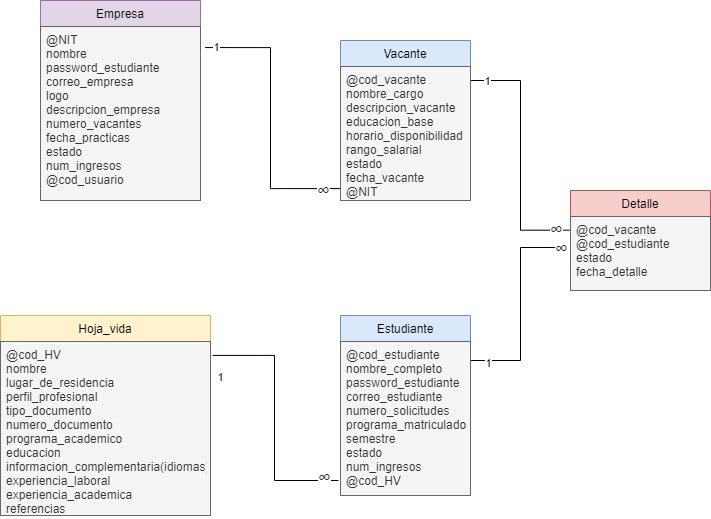 Empresa
@NIT
nombre
password_estudiante
correo_empresa
logo
descripcion_empresa
numero_vacantes
fecha_practicas
estado
num_ingresos
@cod_usuario
1
∞
Vacante
@cod_vacante
nombre_cargo
descripcion_vacante
educacion_base
horario_disponibilidad
rango_salarial
estado
fecha_vacante
@NIT
1
∞
Detalle
@cod_vacante
@cod_estudiante
estado
fecha_detalle
∞
Hoja_vida
@cod_HV
nombre
lugar_de_residencia
perfil_profesional
tipo_documento
numero_documento
programa_academico
educacion
informacion_complementaria(idiomas
experiencia_laboral
experiencia_academica
referencias
1
∞
Estudiante
@cod_estudiante
nombre_completo
password_estudiante
correo_estudiante
numero_solicitudes
programa_matriculado
semestre
estado
num_ingresos
@cod_HV
1